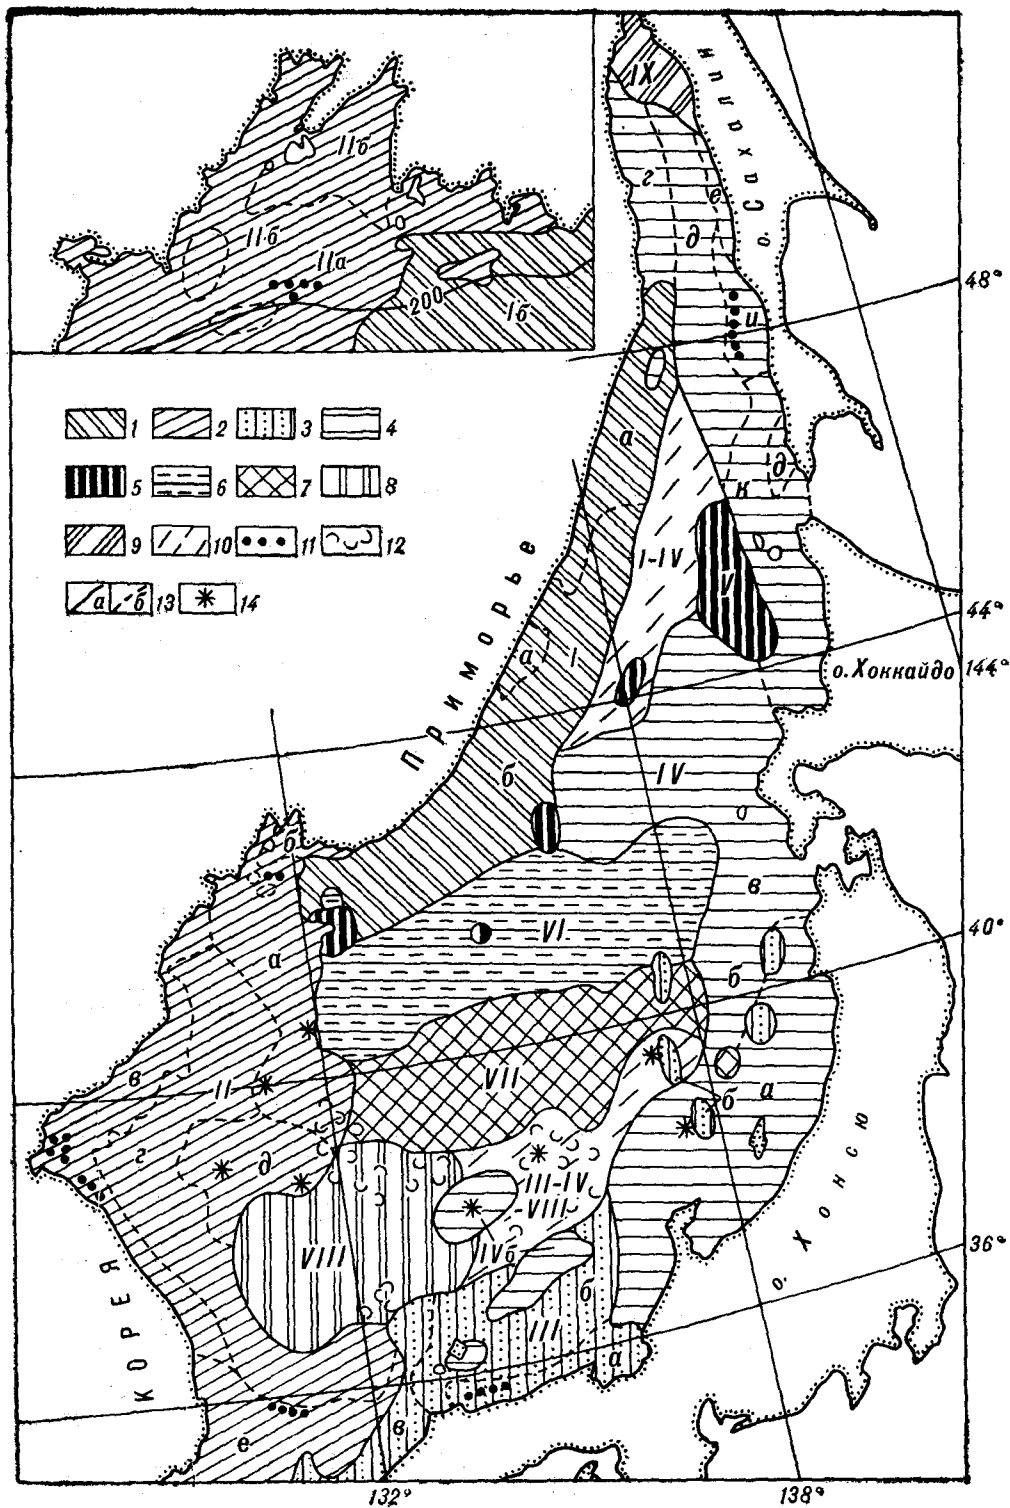 IX
о. Сахалин
IIб
г
е
IIб
д
IIа
200
Iб
и
48°
1 2 3 4
5 6 7 8
9 10 11 12
а б 13 14
а
д
к
I-IV
V
44°
144°
о. Хоккайдо
Приморье
а
I
IV
б
б
в
VI
40°
а
б
VII
в
II
а
б
г
д
III-IV
-VIII
о. Хонсю
VIII
IVб
36°
б
III
КОРЕЯ
а
в
е
132°
138°